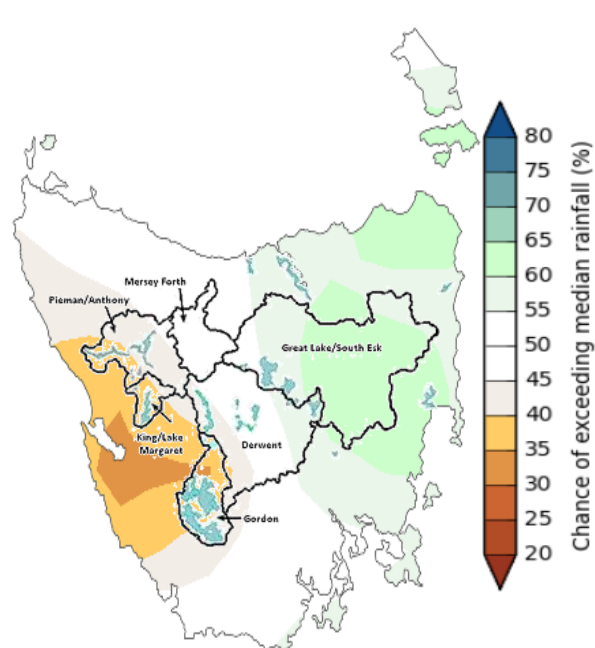 Mersey Forth
Pieman/Anthony
Great Lake/South Esk
King/Lake
Margaret
Derwent
Gordon
80
75
70
65
60
55
50
45
40
35
30
25
20
Chance of exceeding median rainfall (%)